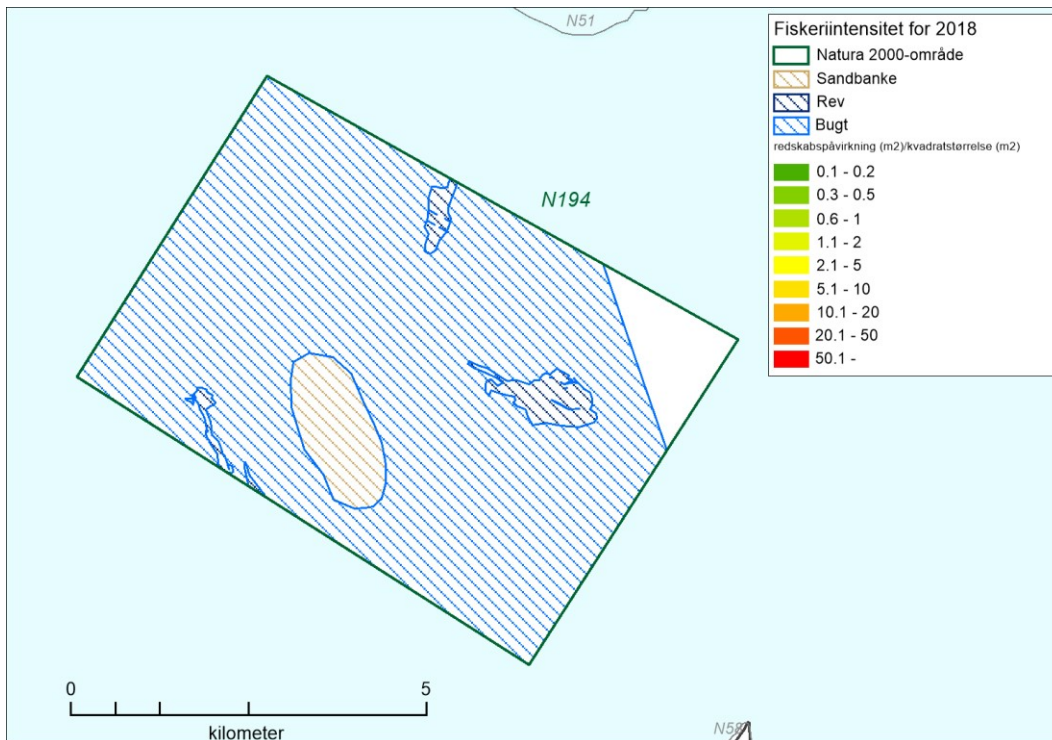 N51
Fiskeriintensitet for 2018
Natura 2000-område
Sandbanke
Rev
Bugt
redskabspåvirkning (m2)/kvadratstørrelse (m2)
0.1 - 0.2
0.3 - 0.5
0.6 - 1
1.1 - 2
2.1 - 5
5.1 - 10
10.1 - 20
20.1 - 50
50.1 -
N194
0 5
kilometer
N58